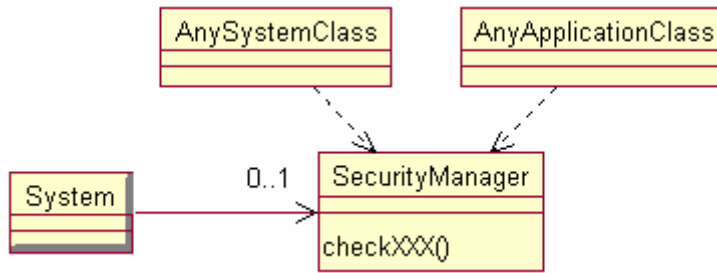 AnySystemClass
AnyApplicationClass
0..1
SecurityManager
System
checkXXX()